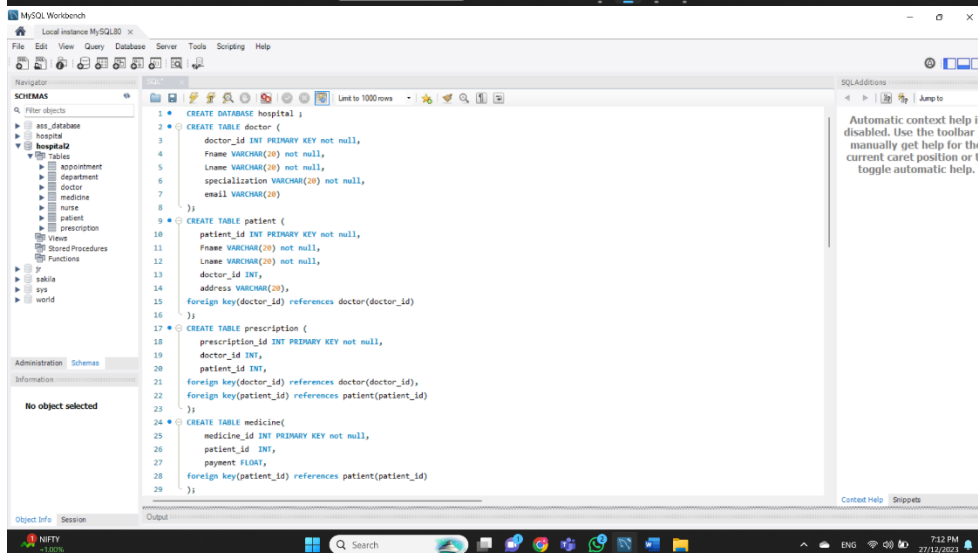 MySQL Workbench
Local instance MySQL80 ×
File Edit View Query Database Server Tools Scripting Help
Navigator
SCHEMAS
Filter objects
ass_database
hospital
hospital2
Tables
appointment
department
doctor
medicine
nurse
patient
prescription
Views
Stored Procedures
Functions
jr
sakila
sys
world
Administration Schemas
Information
No object selected
Object Info Session
Limit to 1000 rows
1 CREATE DATABASE hospital ;
2 CREATE TABLE doctor (
3 doctor_id INT PRIMARY KEY not null,
4 Fname VARCHAR(20) not null,
5 Lname VARCHAR(20) not null,
6 specialization VARCHAR(20) not null,
7 email VARCHAR(20)
8 );
9 CREATE TABLE patient (
10 patient_id INT PRIMARY KEY not null,
11 Fname VARCHAR(20) not null,
12 Lname VARCHAR(20) not null,
13 doctor_id INT,
14 address VARCHAR(20),
15 foreign key(doctor_id) references doctor(doctor_id)
16 );
17 CREATE TABLE prescription (
18 prescription_id INT PRIMARY KEY not null,
19 doctor_id INT,
20 patient_id INT,
21 foreign key(doctor_id) references doctor(doctor_id),
22 foreign key(patient_id) references patient(patient_id)
23 );
24 CREATE TABLE medicine(
25 medicine_id INT PRIMARY KEY not null,
26 patient_id INT,
27 payment FLOAT,
28 foreign key(patient_id) references patient(patient_id)
29 );
Output
SQLAdditions
Jump to
Automatic context help i
disabled. Use the toolbar
manually get help for the
current caret position or t
toggle automatic help.
Context Help Snippets
1 NIFTY
+1.00%
Search
ENG
7:12 PM
27/12/2023